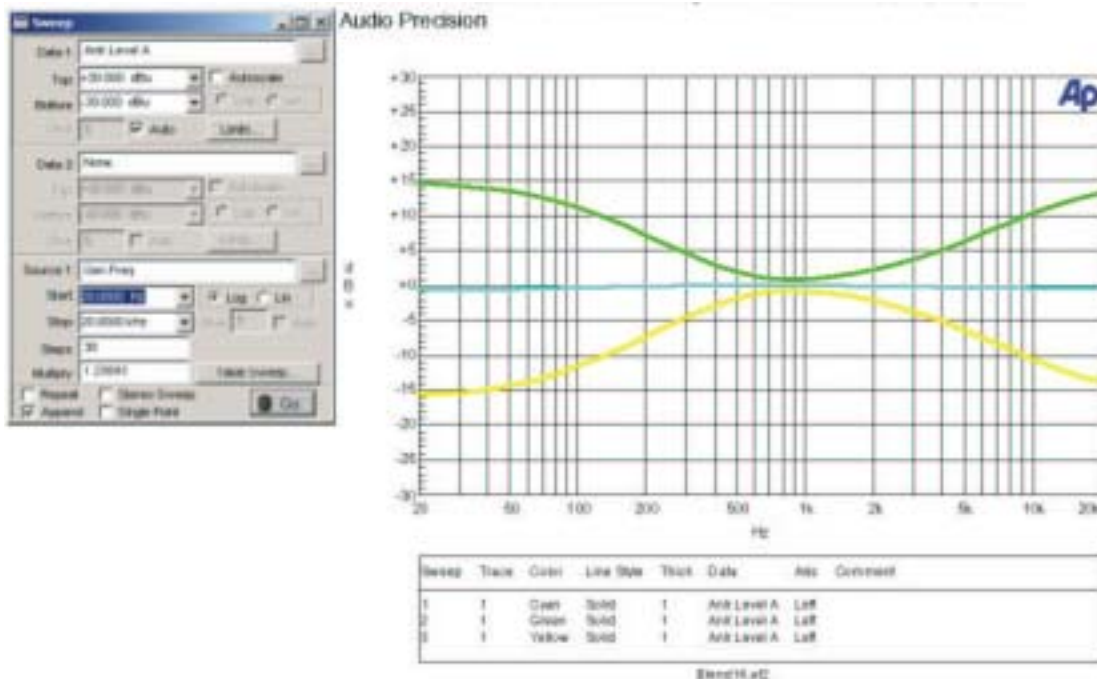 Sweep
Audio Precision
Data 1 Anlr Level A
Top +30.000 dBu Autoscale
Bottom -30.000 dBu
Auto Limits...
Data 2 None
Source 1 Gen Freq
Start Hz Log Lin
Stop 20.0000 kHz
Steps 30
Multiply Table Sweep...
Repeat Stereo Sweep
Append Single Point Go
Ap
+30
+25
+20
+15
+10
+5
+0
-5
-10
-15
-20
-25
-30
20 50 100 200 500 1k 2k 5k 10k 20k
Hz
Sweep Trace Color Line Style Thick Data Axis Comment
1 1 Cyan Solid 1 Anlr Level A Left
2 1 Green Solid 1 Anlr Level A Left
3 1 Yellow Solid 1 Anlr Level A Left